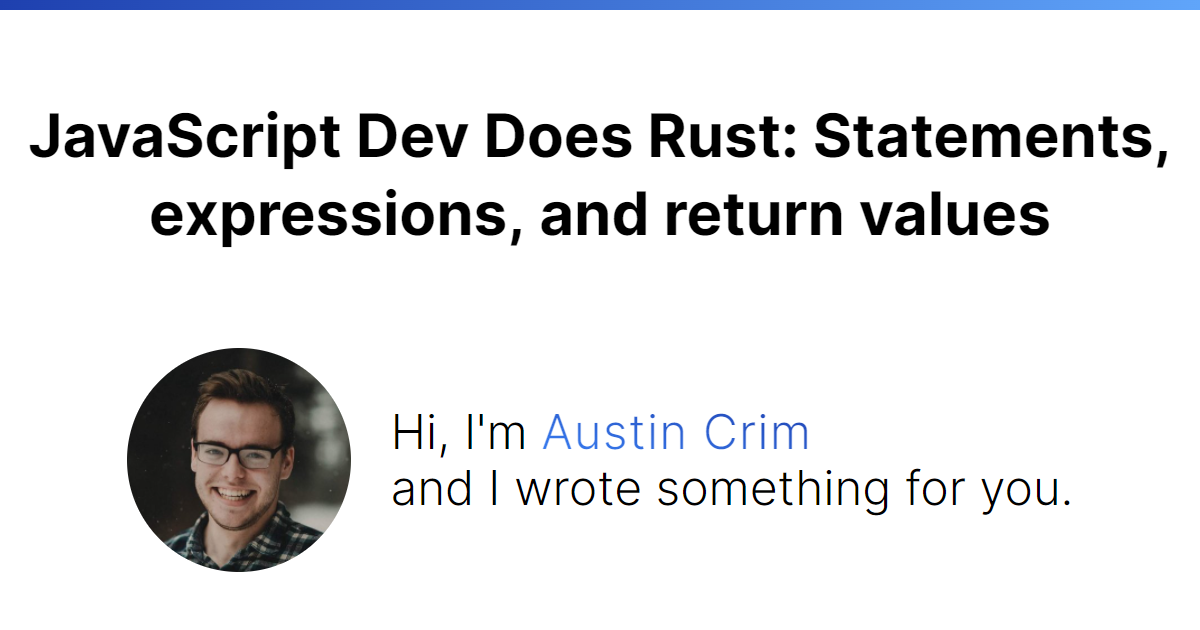 JavaScript Dev Does Rust: Statements,
expressions, and return values
Hi, I'm Austin Crim
and I wrote something for you.